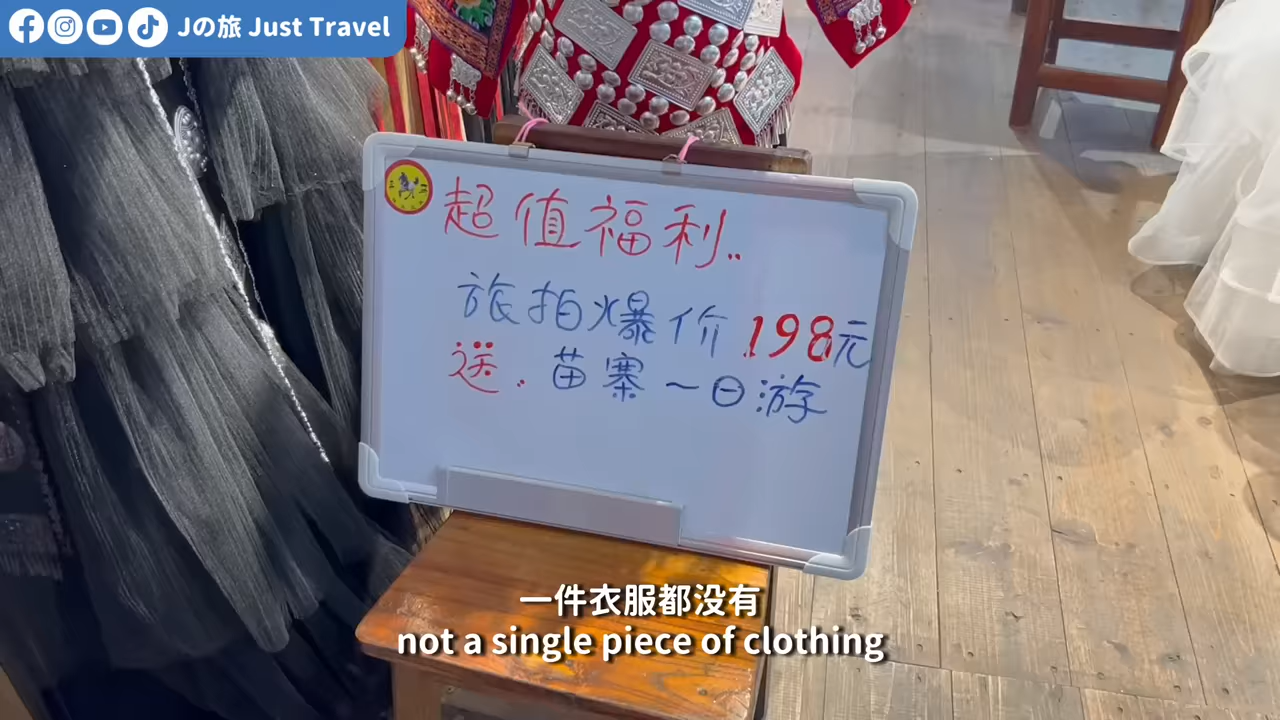 Jの旅 Just Travel
超值福利..
旅拍爆价 198元
送. 苗寨一日游
一件衣服都没有
not a single piece of clothing